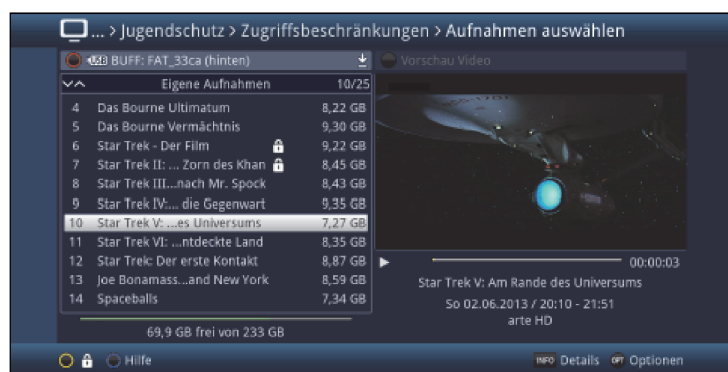 ... > Jugendschutz > Zugriffsbeschränkungen > Aufnahmen auswählen
USB BUFF: FAT_33ca (hinten)
Vorschau Video
Eigene Aufnahmen 10/25
4 Das Bourne Ultimatum 8,22 GB
5 Das Bourne Vermächtnis 9,30 GB
6 Star Trek - Der Film 9,22 GB
7 Star Trek II: ... Zorn des Khan 8,45 GB
8 Star Trek III...nach Mr. Spock 8,43 GB
9 Star Trek IV:... die Gegenwart 9,35 GB
10 Star Trek V: ...es Universums 7,27 GB
11 Star Trek VI: ...ntdeckte Land 8,35 GB
12 Star Trek: Der erste Kontakt 8,87 GB
13 Joe Bonamass...and New York 8,59 GB
14 Spaceballs 7,34 GB
69,9 GB frei von 233 GB
00:00:03
Star Trek V: Am Rande des Universums
So 02.06.2013 / 20:10 - 21:51
arte HD
Hilfe
INFO Details OPT Optionen